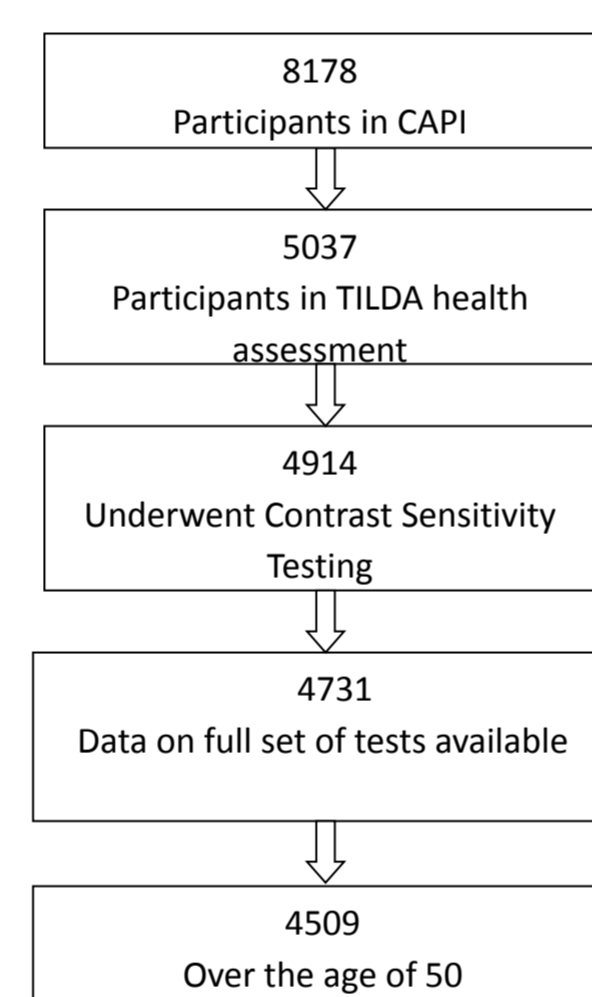 8178
Participants in CAPI
5037
Participants in TILDA health
assessment
4914
Underwent Contrast Sensitivity
Testing
4731
Data on full set of tests available
4509
Over the age of 50